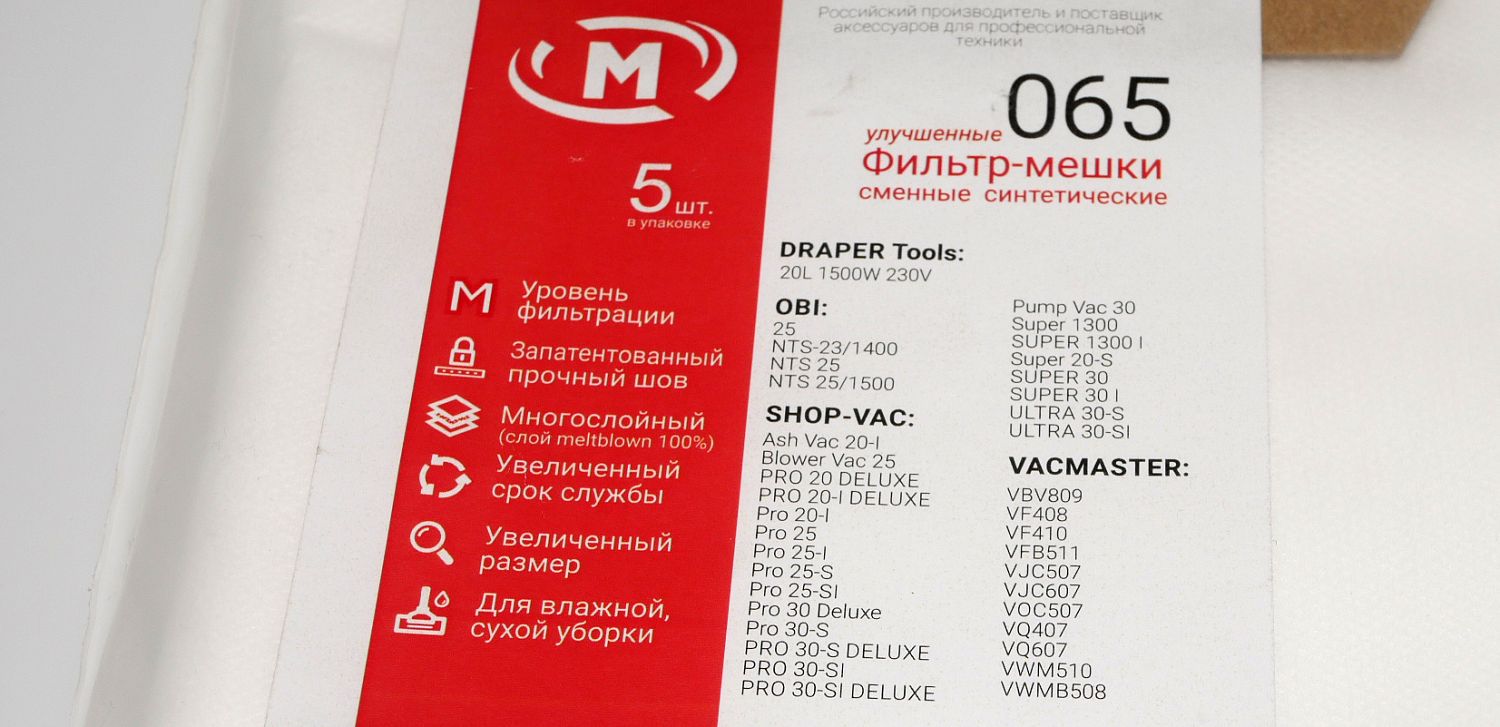 M
5 шт.
в упаковке
M Уровень
фильтрации
Запатентованный
прочный шов
Многослойный
(слой meltblown 100%)
Увеличенный
срок службы
Увеличенный
размер
Для влажной,
сухой уборки
Российский производитель и поставщик
аксессуаров для профессиональной
техники
улучшенные 065
Фильтр-мешки
сменные синтетические
DRAPER Tools:
20L 1500W 230V
OBI:
25
NTS-23/1400
NTS 25
NTS 25/1500
SHOP-VAC:
Ash Vac 20-I
Blower Vac 25
PRO 20 DELUXE
PRO 20-I DELUXE
Pro 20-I
Pro 25
Pro 25-I
Pro 25-S
Pro 25-SI
Pro 30 Deluxe
Pro 30-S
PRO 30-S DELUXE
PRO 30-SI
PRO 30-SI DELUXE
Pump Vac 30
Super 1300
SUPER 1300 I
Super 20-S
SUPER 30
SUPER 30 I
ULTRA 30-S
ULTRA 30-SI
VACMASTER:
VBV809
VF408
VF410
VFB511
VJC507
VJC607
VOC507
VQ407
VQ607
VWM510
VWMB508